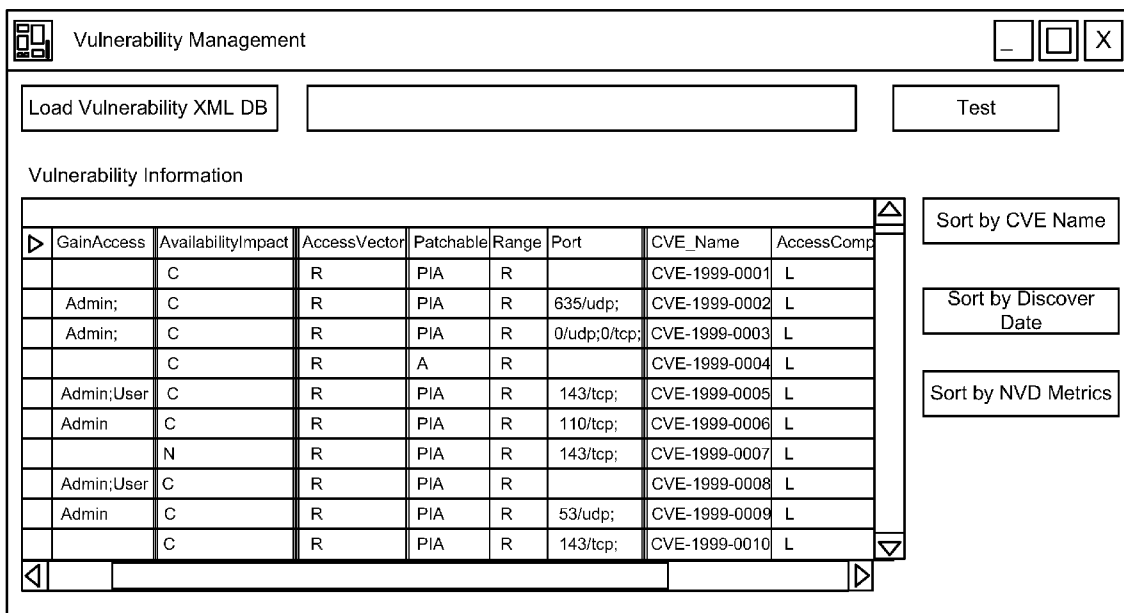 Vulnerability Management
_ X
Load Vulnerability XML DB Test
Vulnerability Information
Sort by CVE Name
GainAccess AvailabilityImpact AccessVector Patchable Range Port CVE_Name AccessComp
C R PIA R CVE-1999-0001 L
Admin; C R PIA R 635/udp; CVE-1999-0002 L
Sort by Discover
Date
Admin; C R PIA R 0/udp;0/tcp; CVE-1999-0003 L
C R A R CVE-1999-0004 L
Admin;User C R PIA R 143/tcp; CVE-1999-0005 L
Sort by NVD Metrics
Admin C R PIA R 110/tcp; CVE-1999-0006 L
N R PIA R 143/tcp; CVE-1999-0007 L
Admin;User C R PIA R CVE-1999-0008 L
Admin C R PIA R 53/udp; CVE-1999-0009 L
C R PIA R 143/tcp; CVE-1999-0010 L